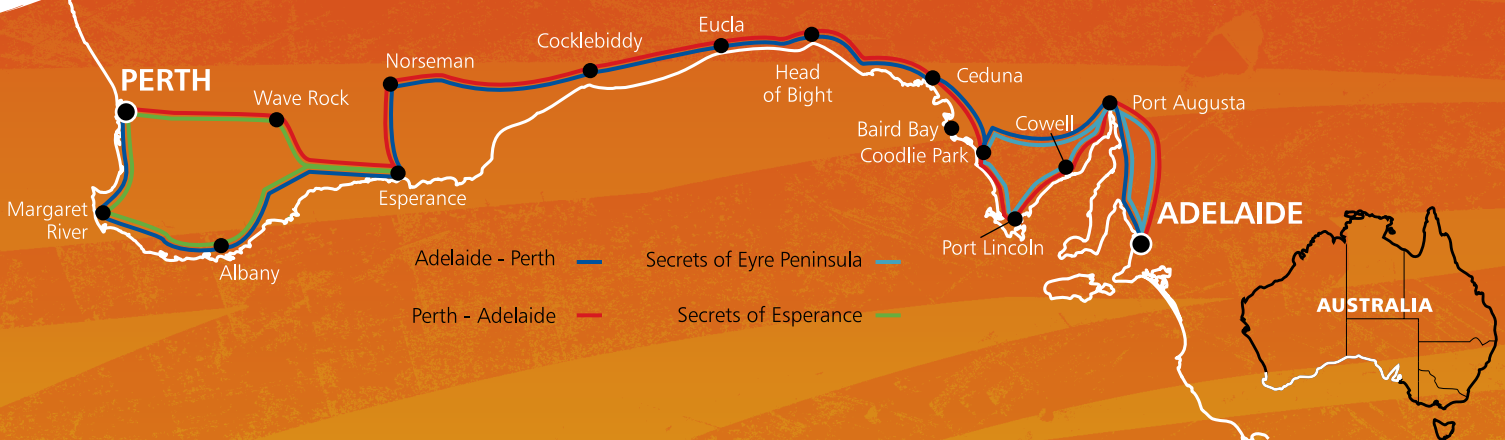 Eucla
Cocklebiddy
Norseman
PERTH
Wave Rock
Head
of Bight
Ceduna
Port Augusta
Cowell
Baird Bay
Coodlie Park
Esperance
Margaret
River
ADELAIDE
Port Lincoln
Albany
Adelaide - Perth
Secrets of Eyre Peninsula
Perth - Adelaide
Secrets of Esperance
AUSTRALIA